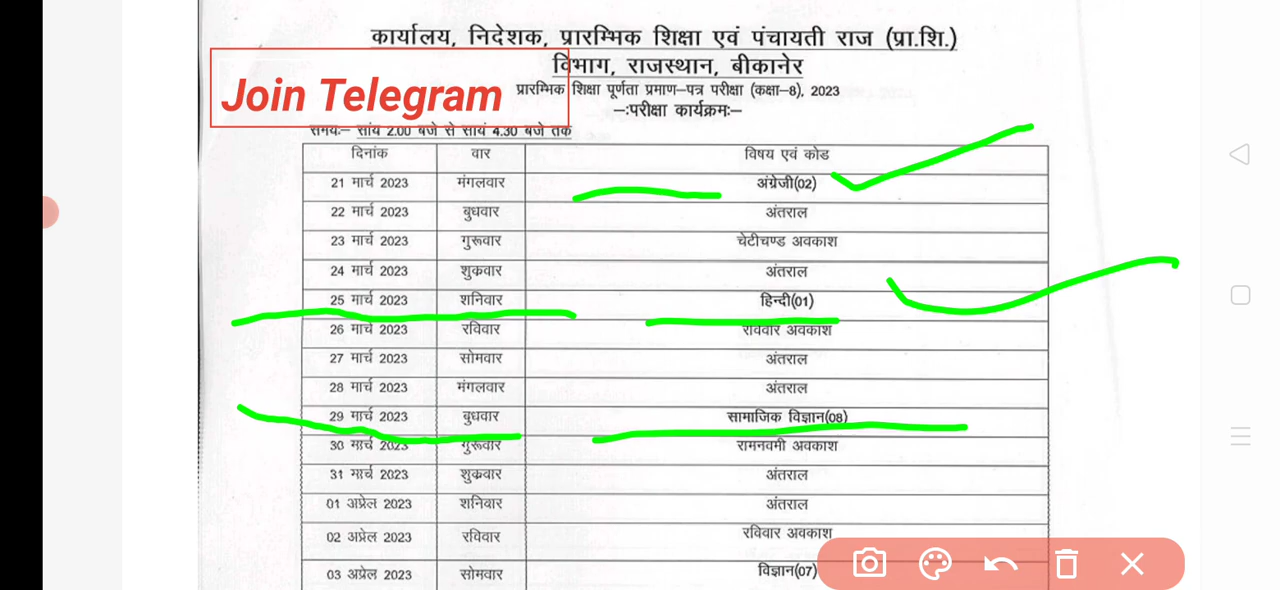 कार्यालय, निदेशक, प्रारम्भिक शिक्षा एवं पंचायती राज (प्रा.शि.)
विभाग, राजस्थान, बीकानेर
Join Telegram
प्रारम्भिक शिक्षा पूर्णता प्रमाण–पत्र परीक्षा (कक्षा–8), 2023
–:परीक्षा कार्यक्रमः–
समयः– सांय 2.00 बजे से सायं 4.30 बजे तक
दिनांक वार विषय एवं कोड
21 मार्च 2023 मंगलवार अंग्रेजी(02)
22 मार्च 2023 बुधवार अंतराल
23 मार्च 2023 गुरूवार चेटीचण्ड अवकाश
24 मार्च 2023 शुक्रवार अंतराल
25 मार्च 2023 शनिवार हिन्दी(01)
26 मार्च 2023 रविवार रविवार अवकाश
27 मार्च 2023 सोमवार अंतराल
28 मार्च 2023 मंगलवार अंतराल
29 मार्च 2023 बुधवार सामाजिक विज्ञान(08)
30 मार्च 2023 गुरूवार रामनवमी अवकाश
31 मार्च 2023 शुक्रवार अंतराल
01 अप्रेल 2023 शनिवार अंतराल
02 अप्रेल 2023 रविवार रविवार अवकाश
03 अप्रेल 2023 सोमवार विज्ञान(07)